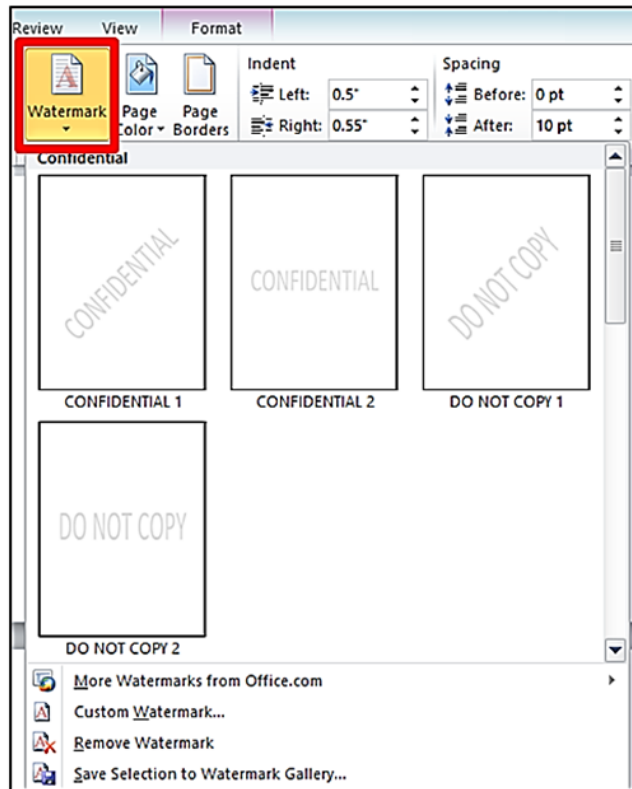 Review View Format
Watermark
Page Color
Page Borders
Indent
Left: 0.5"
Right: 0.55"
Spacing
Before: 0 pt
After: 10 pt
Confidential
CONFIDENTIAL
CONFIDENTIAL
DO NOT COPY
CONFIDENTIAL 1 CONFIDENTIAL 2 DO NOT COPY 1
DO NOT COPY
DO NOT COPY 2
More Watermarks from Office.com
Custom Watermark...
Remove Watermark
Save Selection to Watermark Gallery...